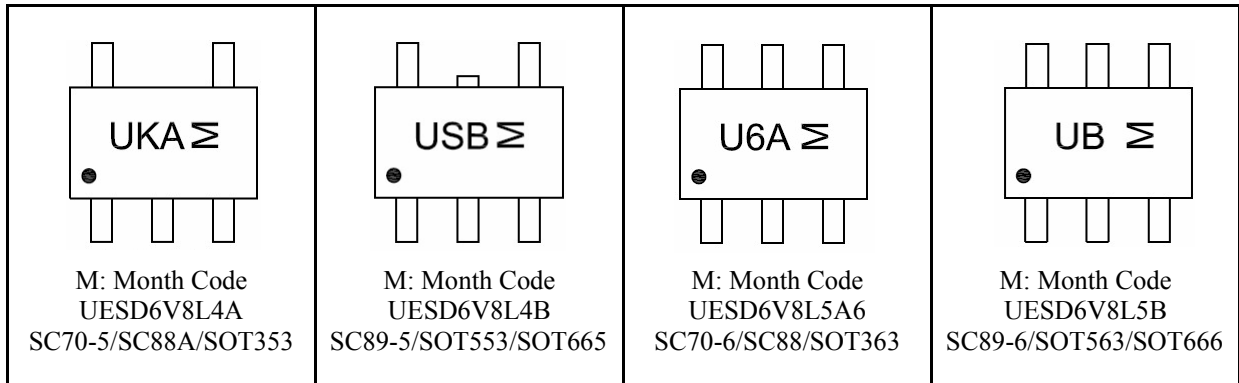 UKA M
M: Month Code
UESD6V8L4A
SC70-5/SC88A/SOT353
USB M
M: Month Code
UESD6V8L4B
SC89-5/SOT553/SOT665
U6A M
M: Month Code
UESD6V8L5A6
SC70-6/SC88/SOT363
UB M
M: Month Code
UESD6V8L5B
SC89-6/SOT563/SOT666